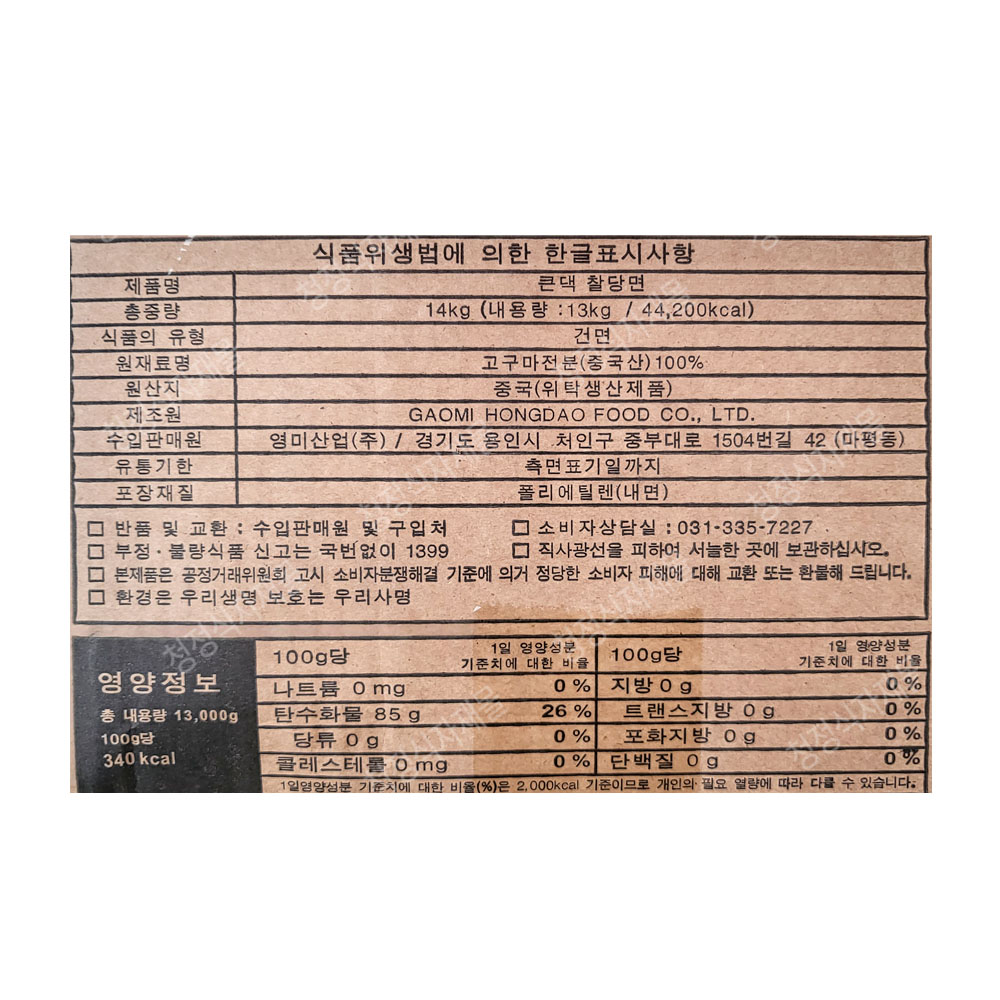 식품위생법에 의한 한글표시사항
제품명 큰댁 찰당면
총중량 14kg (내용량 :13kg / 44,200kcal)
식품의 유형 건면
원재료명 고구마전분(중국산)100%
원산지 중국(위탁생산제품)
제조원 GAOMI HONGDAO FOOD CO., LTD.
수입판매원 영미산업(주) / 경기도 용인시 처인구 중부대로 1504번길 42 (마평동)
유통기한 측면표기일까지
포장재질 폴리에틸렌(내면)
□ 반품 및 교환 : 수입판매원 및 구입처 □ 소비자상담실 : 031-335-7227
□ 부정·불량식품 신고는 국번없이 1399 □ 직사광선을 피하여 서늘한 곳에 보관하십시오.
□ 본제품은 공정거래위원회 고시 소비자분쟁해결 기준에 의거 정당한 소비자 피해에 대해 교환 또는 환불해 드립니다.
□ 환경은 우리생명 보호는 우리사명
영양정보
총 내용량 13,000g
100g당
340 kcal
100g당 1일 영양성분 기준치에 대한 비율 100g당 1일 영양성분 기준치에 대한 비율
나트륨 0 mg 0 % 지방 0 g 0 %
탄수화물 85 g 26 % 트랜스지방 0 g 0 %
당류 0 g 0 % 포화지방 0 g 0 %
콜레스테롤 0 mg 0 % 단백질 0 g 0 %
1일영양성분 기준치에 대한 비율(%)은 2,000kcal 기준이므로 개인의 필요 열량에 따라 다를 수 있습니다.